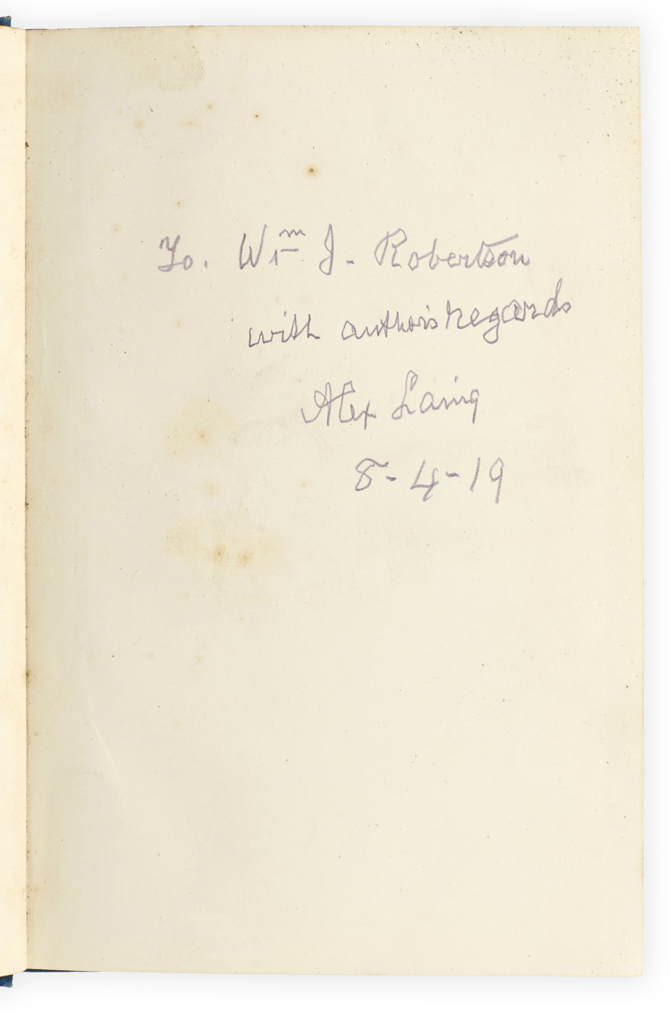 To. Wm J. Robertson
with author's regards
Alex Laing
8-4-19